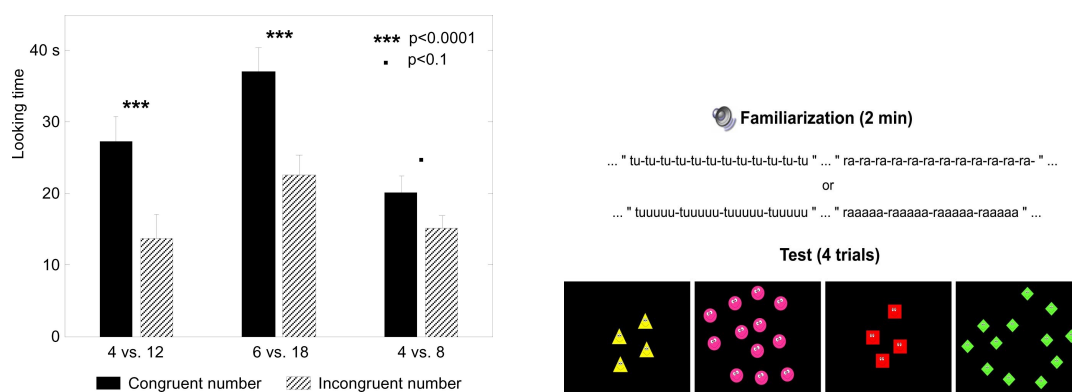 *** p<0.0001
▪ p<0.1
***
***
▪
Looking time
40 s
30
20
10
0
4 vs. 12
6 vs. 18
4 vs. 8
Congruent number
Incongruent number
Familiarization (2 min)
... " tu-tu-tu-tu-tu-tu-tu-tu-tu-tu-tu-tu " ... " ra-ra-ra-ra-ra-ra-ra-ra-ra-ra-ra-ra- " ...
or
... " tuuuuu-tuuuuu-tuuuuu-tuuuuu " ... " raaaaa-raaaaa-raaaaa-raaaaa " ...
Test (4 trials)